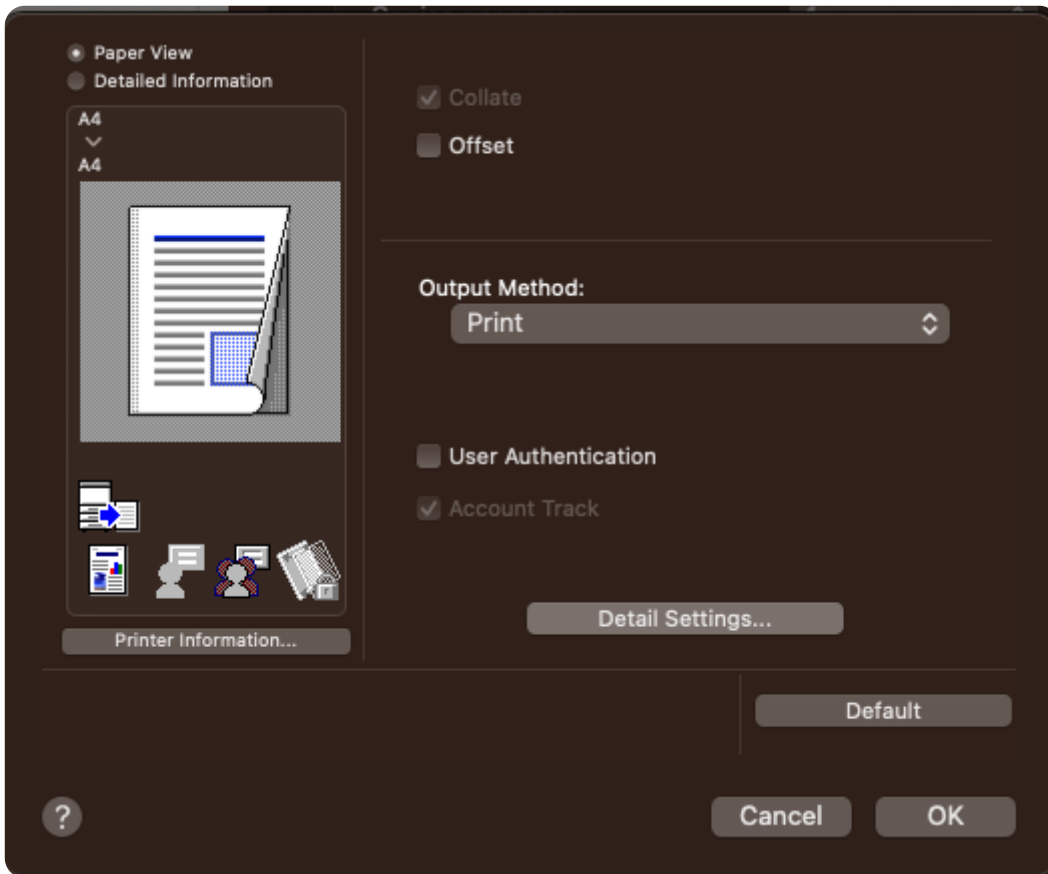 Paper View
Detailed Information
A4
A4
Printer Information...
Collate
Offset
Output Method:
Print
User Authentication
Account Track
Detail Settings...
Default
?
Cancel
OK